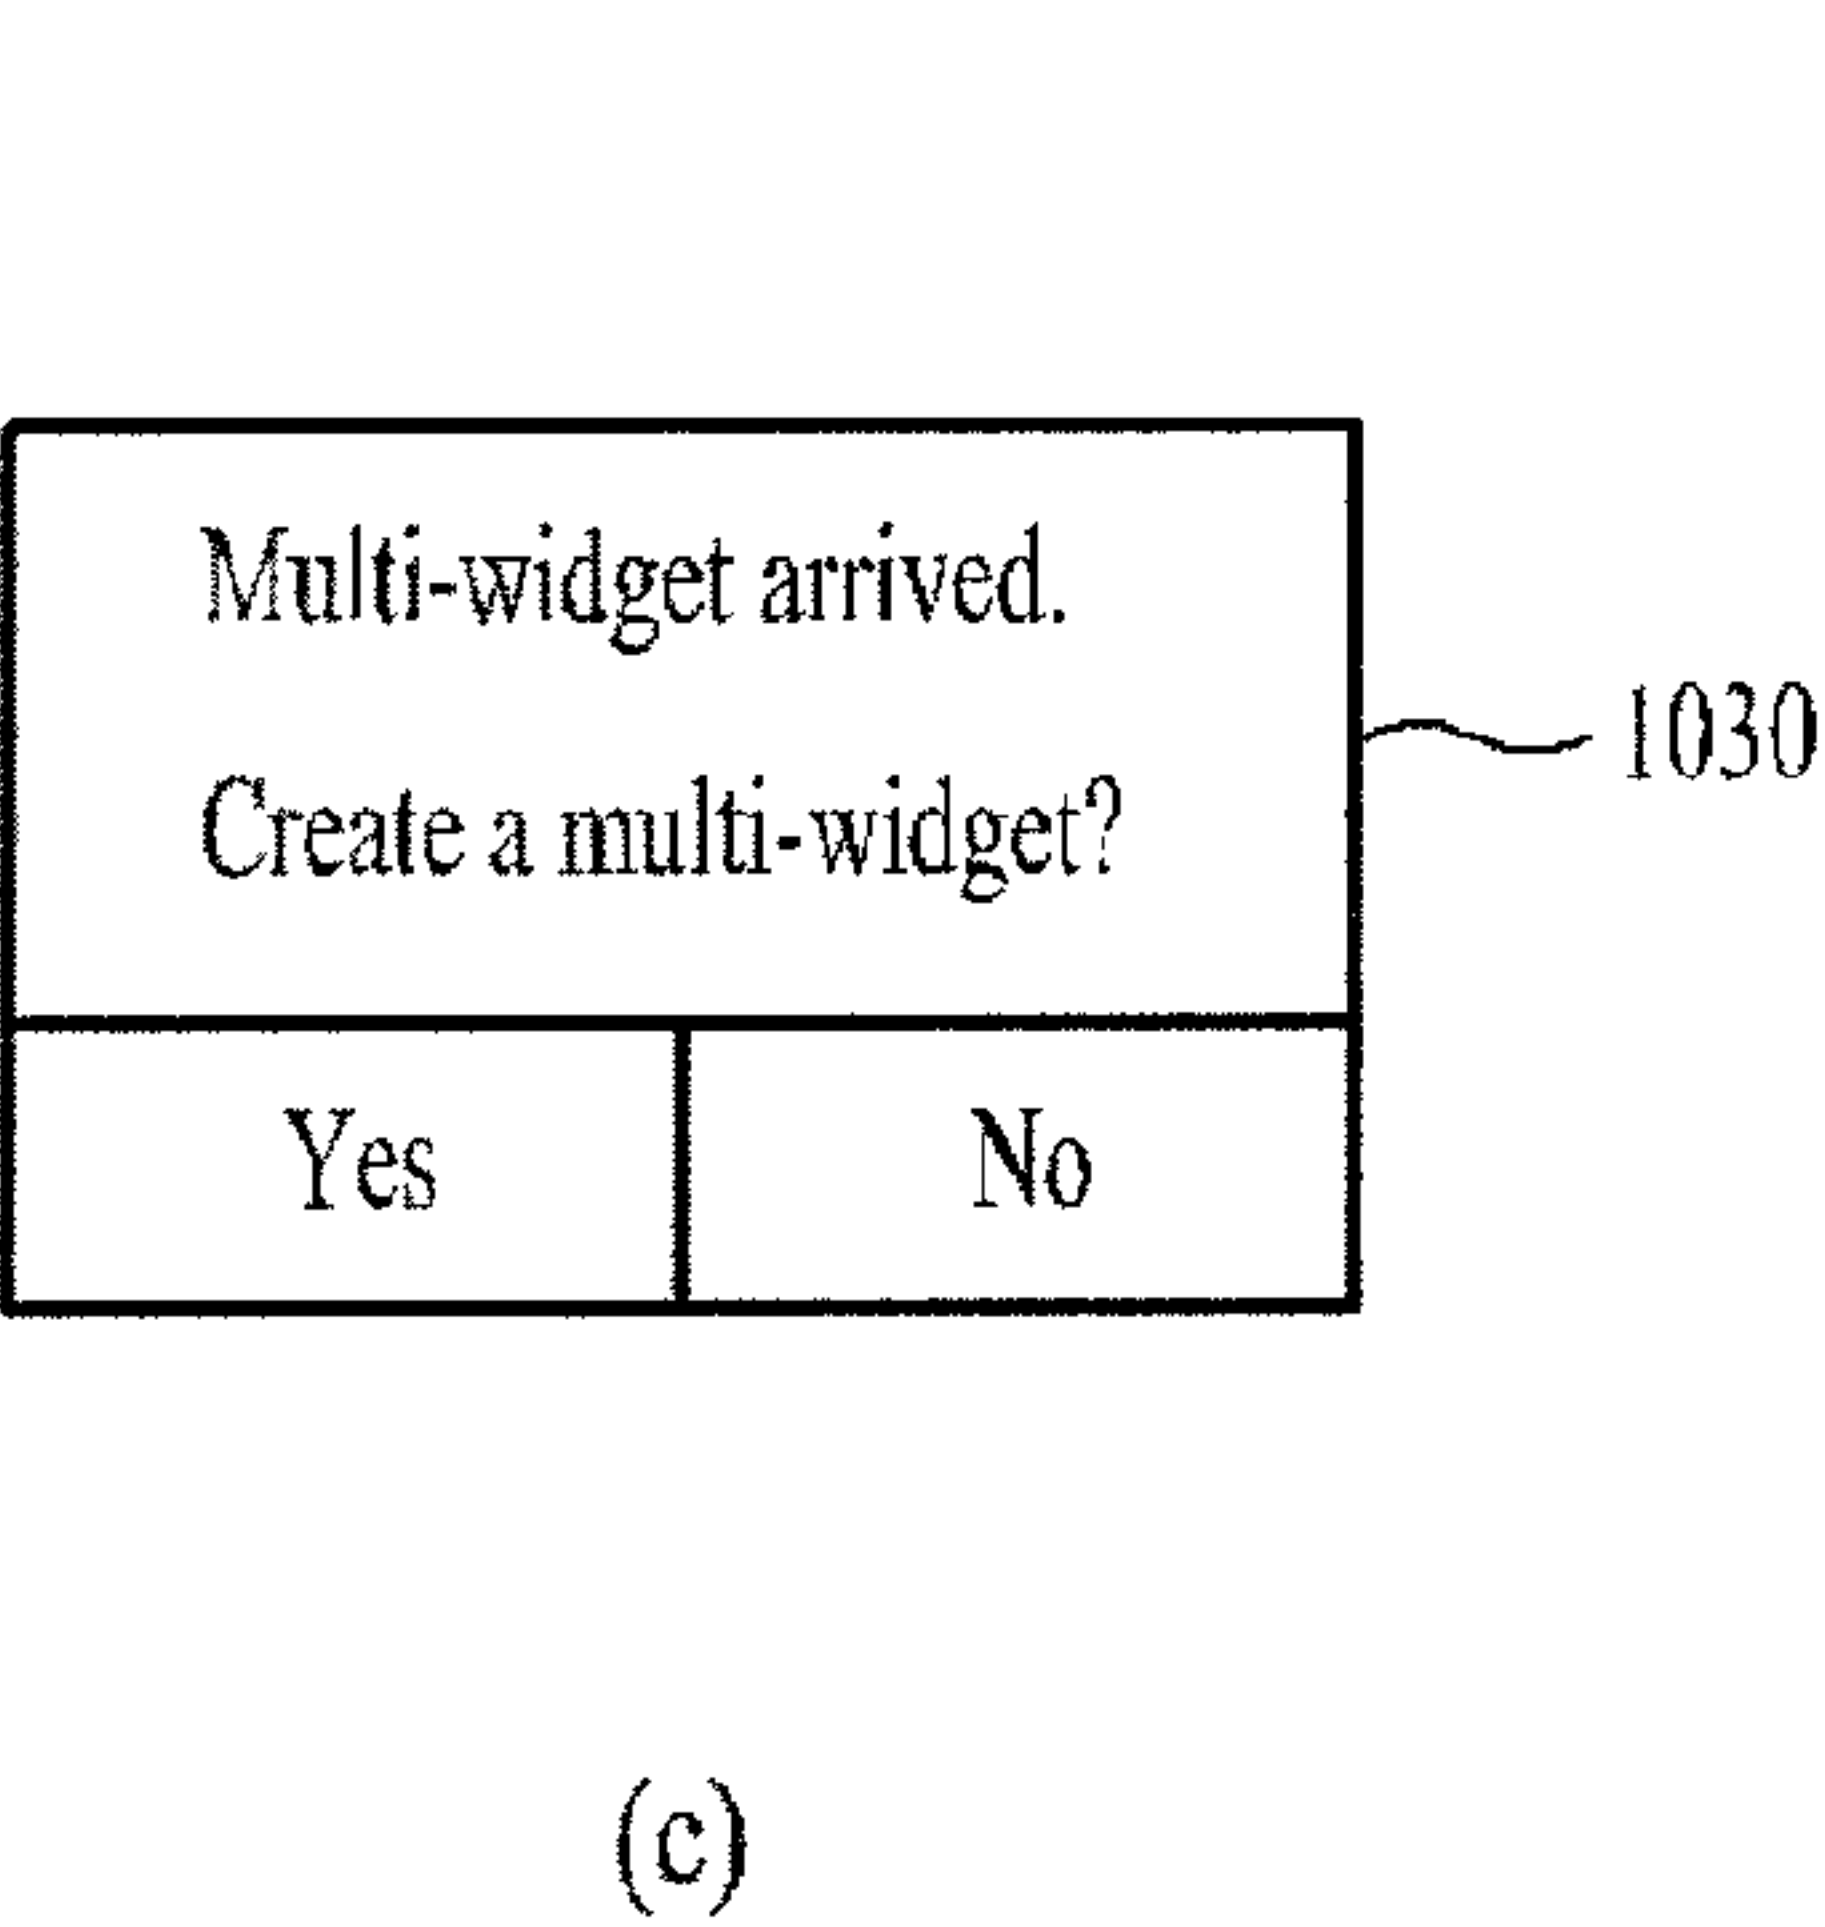 Multi-widget arrived.
1030
Create a multi-widget?
Yes No
(c)